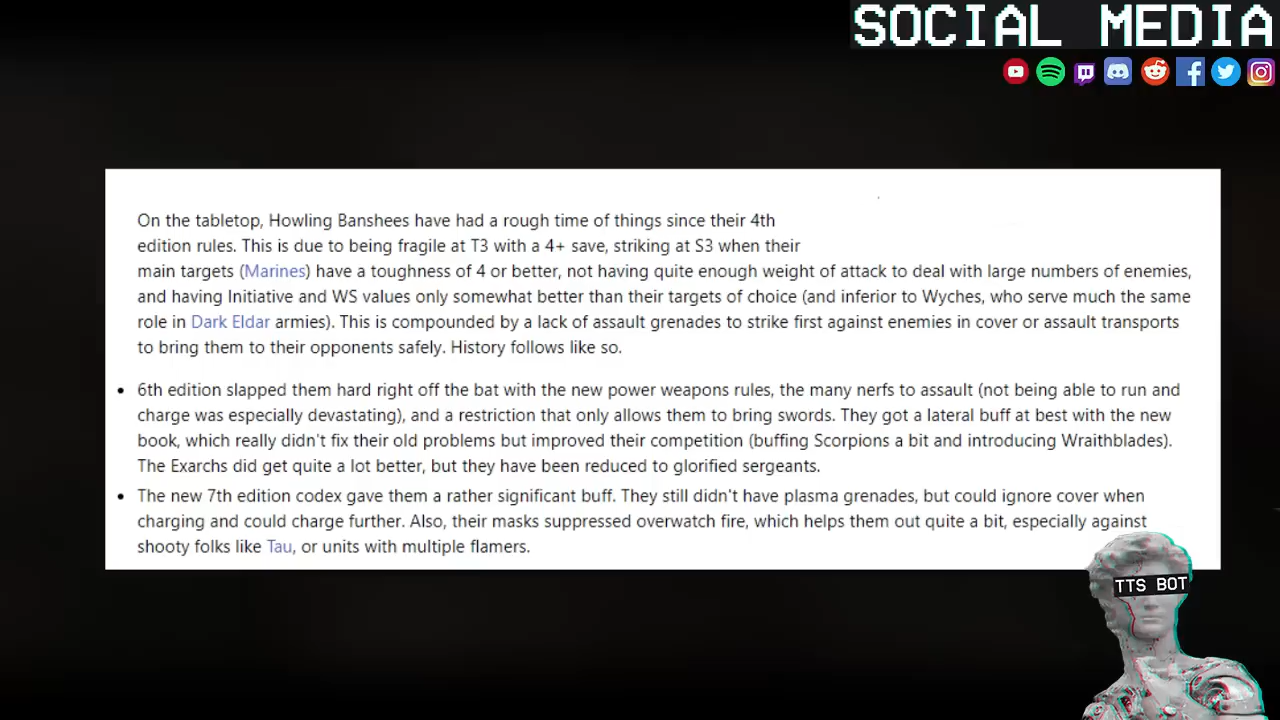 SOCIAL MEDIA
On the tabletop, Howling Banshees have had a rough time of things since their 4th
edition rules. This is due to being fragile at T3 with a 4+ save, striking at S3 when their
main targets (Marines) have a toughness of 4 or better, not having quite enough weight of attack to deal with large numbers of enemies,
and having Initiative and WS values only somewhat better than their targets of choice (and inferior to Wyches, who serve much the same
role in Dark Eldar armies). This is compounded by a lack of assault grenades to strike first against enemies in cover or assault transports
to bring them to their opponents safely. History follows like so.
• 6th edition slapped them hard right off the bat with the new power weapons rules, the many nerfs to assault (not being able to run and
charge was especially devastating), and a restriction that only allows them to bring swords. They got a lateral buff at best with the new
book, which really didn't fix their old problems but improved their competition (buffing Scorpions a bit and introducing Wraithblades).
The Exarchs did get quite a lot better, but they have been reduced to glorified sergeants.
• The new 7th edition codex gave them a rather significant buff. They still didn't have plasma grenades, but could ignore cover when
charging and could charge further. Also, their masks suppressed overwatch fire, which helps them out quite a bit, especially against
shooty folks like Tau, or units with multiple flamers.
TTS BOT